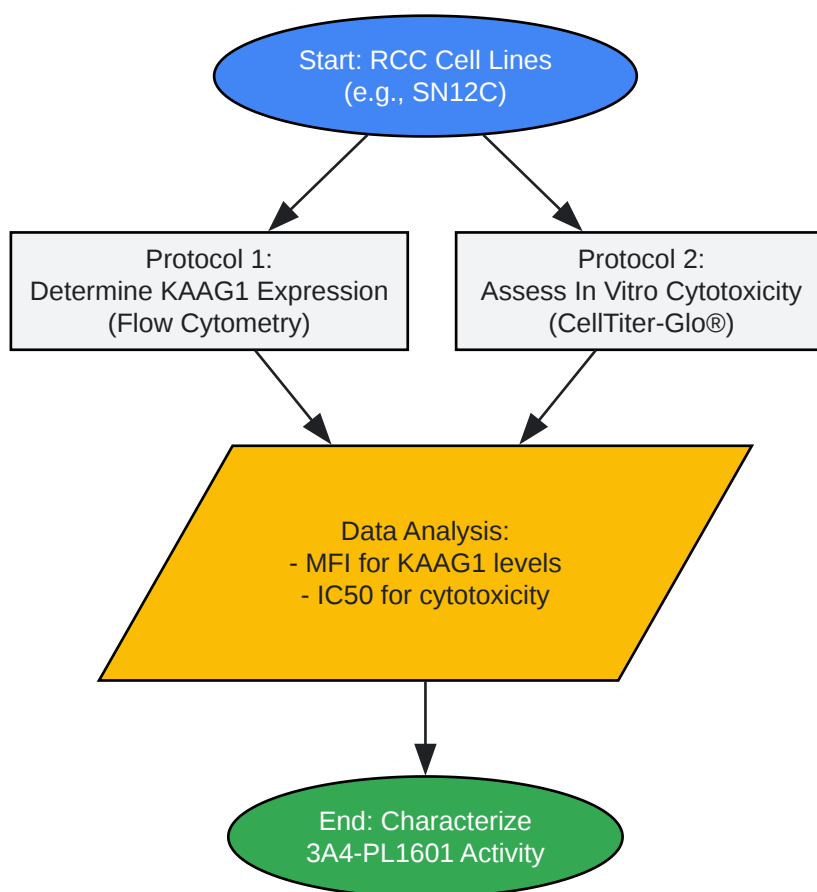 Start: RCC Cell Lines
(e.g., SN12C)
Protocol 1:
Determine KAAG1 Expression
(Flow Cytometry)
Protocol 2:
Assess In Vitro Cytotoxicity
(CellTiter-Glo®)
Data Analysis:
- MFI for KAAG1 levels
- IC50 for cytotoxicity
End: Characterize
3A4-PL1601 Activity